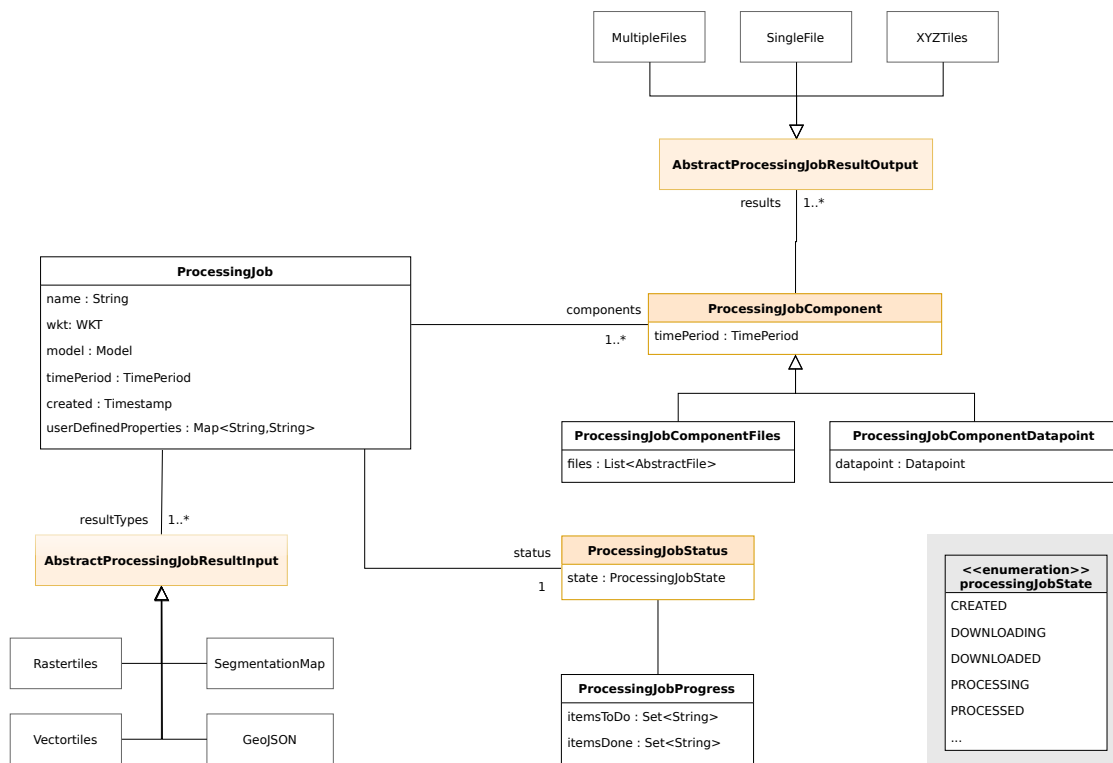 MultipleFiles
SingleFile
XYZTiles
AbstractProcessingJobResultOutput
results
1..*
ProcessingJob
name : String
wkt: WKT
model : Model
timePeriod : TimePeriod
created : Timestamp
userDefinedProperties : Map<String,String>
components
1..*
ProcessingJobComponent
timePeriod : TimePeriod
ProcessingJobComponentFiles
files : List<AbstractFile>
ProcessingJobComponentDatapoint
datapoint : Datapoint
resultTypes
1..*
AbstractProcessingJobResultInput
status
1
ProcessingJobStatus
state : ProcessingJobState
Rastertiles
SegmentationMap
Vectortiles
GeoJSON
ProcessingJobProgress
itemsToDo : Set<String>
itemsDone : Set<String>
<<enumeration>>
processingJobState
CREATED
DOWNLOADING
DOWNLOADED
PROCESSING
PROCESSED
...